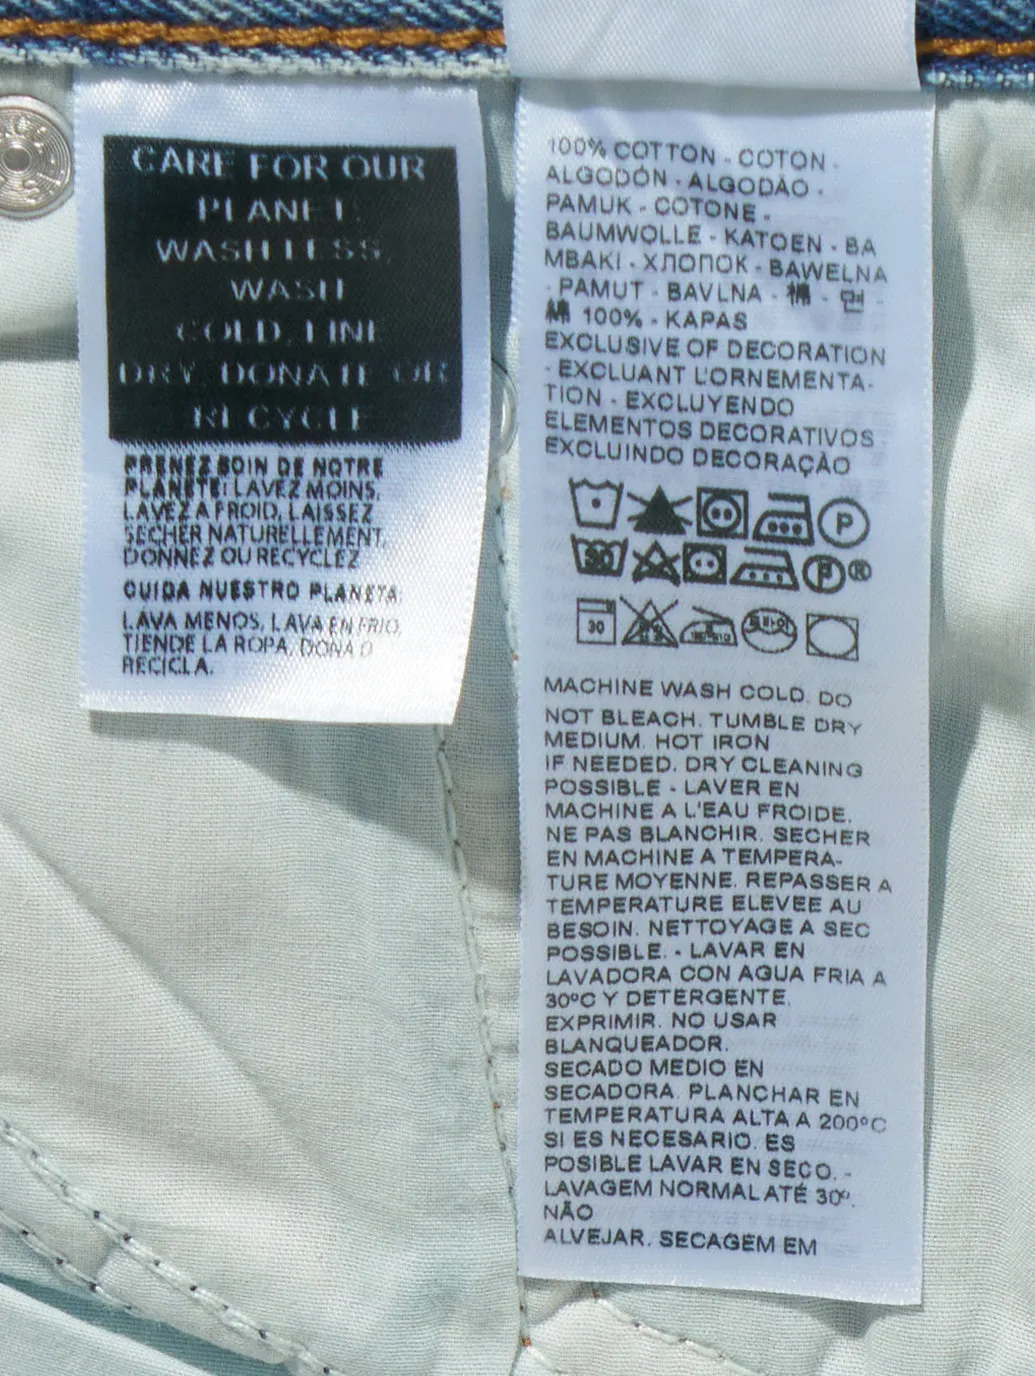 CARE FOR OUR
PLANET.
WASH LESS,
WASH
COLD, LINE
DRY, DONATE OR
RECYCLE
PRENEZ SOIN DE NOTRE
PLANÈTE: LAVEZ MOINS,
LAVEZ A FROID, LAISSEZ
SÉCHER NATURELLEMENT,
DONNEZ OU RECYCLEZ
CUIDA NUESTRO PLANETA:
LAVA MENOS, LAVA EN FRIO,
TIENDE LA ROPA, DONA O
RECICLA.
100% COTTON - COTON -
ALGODÓN - ALGODÃO -
PAMUK - COTONE -
BAUMWOLLE - KATOEN - BA
MBAKI - ХЛОПОК - BAWEŁNA
- PAMUT - BAVLNA - 棉 - 면 -
綿 100% - KAPAS
EXCLUSIVE OF DECORATION
- EXCLUANT L'ORNEMENTA-
TION - EXCLUYENDO
ELEMENTOS DECORATIVOS
EXCLUINDO DECORAÇÃO
P
30 P ®
30
MACHINE WASH COLD. DO
NOT BLEACH. TUMBLE DRY
MEDIUM. HOT IRON
IF NEEDED. DRY CLEANING
POSSIBLE - LAVER EN
MACHINE A L'EAU FROIDE.
NE PAS BLANCHIR. SECHER
EN MACHINE A TEMPERA-
TURE MOYENNE. REPASSER A
TEMPERATURE ELEVEE AU
BESOIN. NETTOYAGE A SEC
POSSIBLE. - LAVAR EN
LAVADORA CON AGUA FRIA A
30ºC Y DETERGENTE.
EXPRIMIR. NO USAR
BLANQUEADOR.
SECADO MEDIO EN
SECADORA. PLANCHAR EN
TEMPERATURA ALTA A 200ºC
SI ES NECESARIO. ES
POSIBLE LAVAR EN SECO. -
LAVAGEM NORMAL ATÉ 30º.
NÃO
ALVEJAR. SECAGEM EM